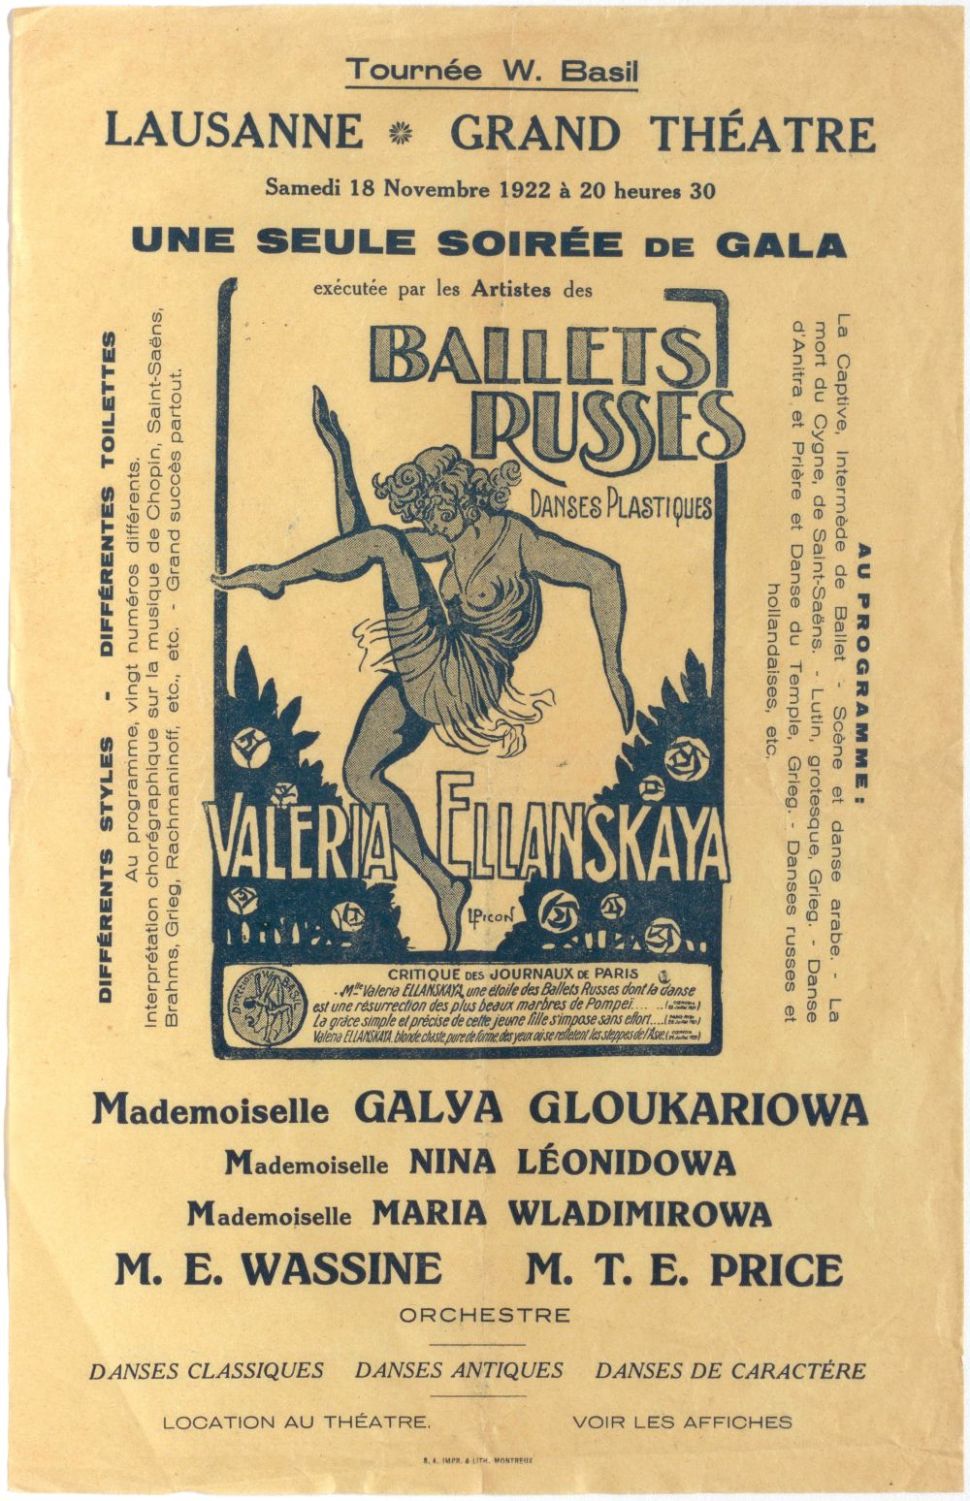 Tournée W. Basil
LAUSANNE GRAND THÉATRE
Samedi 18 Novembre 1922 à 20 heures 30
UNE SEULE SOIRÉE DE GALA
exécutée par les Artistes des
DIFFÉRENTS STYLES - DIFFÉRENTES TOILETTES
Au programme, vingt numéros différents.
Interprétation chorégraphique sur la musique de Chopin, Saint-Saëns,
Brahms, Grieg, Rachmaninoff, etc., etc. - Grand succès partout.
BALLETS
RUSSES
DANSES PLASTIQUES
VALERIA ELLANSKAYA
L PICON
CRITIQUE DES JOURNAUX DE PARIS
- Mlle Valeria ELLANSKAYA, une étoile des Ballets Russes dont la danse
est une résurrection des plus beaux marbres de Pompei...
La grâce simple et précise de cette jeune fille s'impose sans effort...
Valeria ELLANSKAYA, blonde chaste, pure de forme des yeux où se reflètent les steppes de l'Asie
Direction W. BASIL
AU PROGRAMME:
La Captive, Intermède de Ballet - Scène et danse arabe. - La
mort du Cygne, de Saint-Saëns. - Lutin, grotesque, Grieg. - Danse
d'Anitra et Prière et Danse du Temple, Grieg. - Danses russes et
hollandaises, etc.
Mademoiselle GALYA GLOUKARIOWA
Mademoiselle NINA LÉONIDOWA
Mademoiselle MARIA WLADIMIROWA
M. E. WASSINE M. T. E. PRICE
ORCHESTRE
DANSES CLASSIQUES DANSES ANTIQUES DANSES DE CARACTÉRE
LOCATION AU THÉATRE. VOIR LES AFFICHES
S. A. IMPR. & LITH. MONTREUX